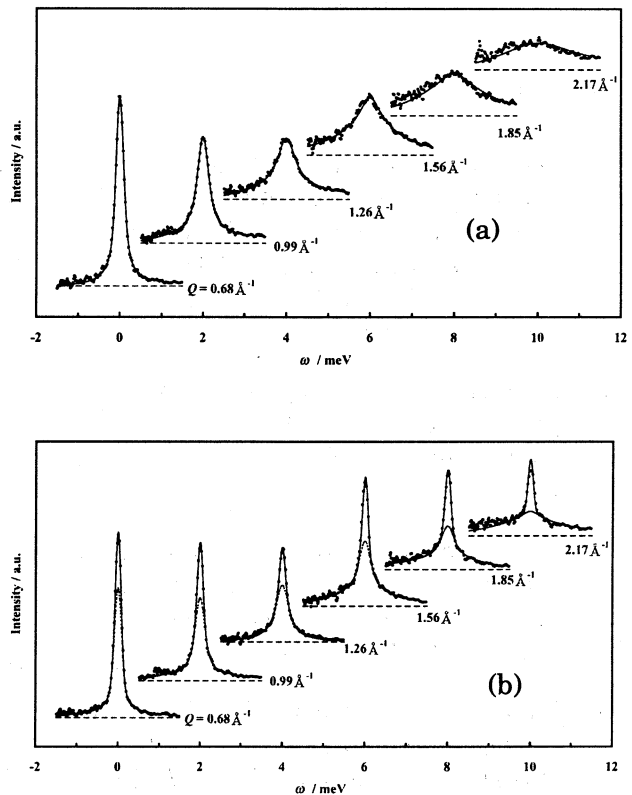 Intensity / a.u.
2.17 Å⁻¹
1.85 Å⁻¹
1.56 Å⁻¹
1.26 Å⁻¹
0.99 Å⁻¹
Q = 0.68 Å⁻¹
(a)
-2 0 2 4 6 8 10 12
ω / meV
Intensity / a.u.
2.17 Å⁻¹
1.85 Å⁻¹
1.56 Å⁻¹
1.26 Å⁻¹
0.99 Å⁻¹
Q = 0.68 Å⁻¹
(b)
-2 0 2 4 6 8 10 12
ω / meV